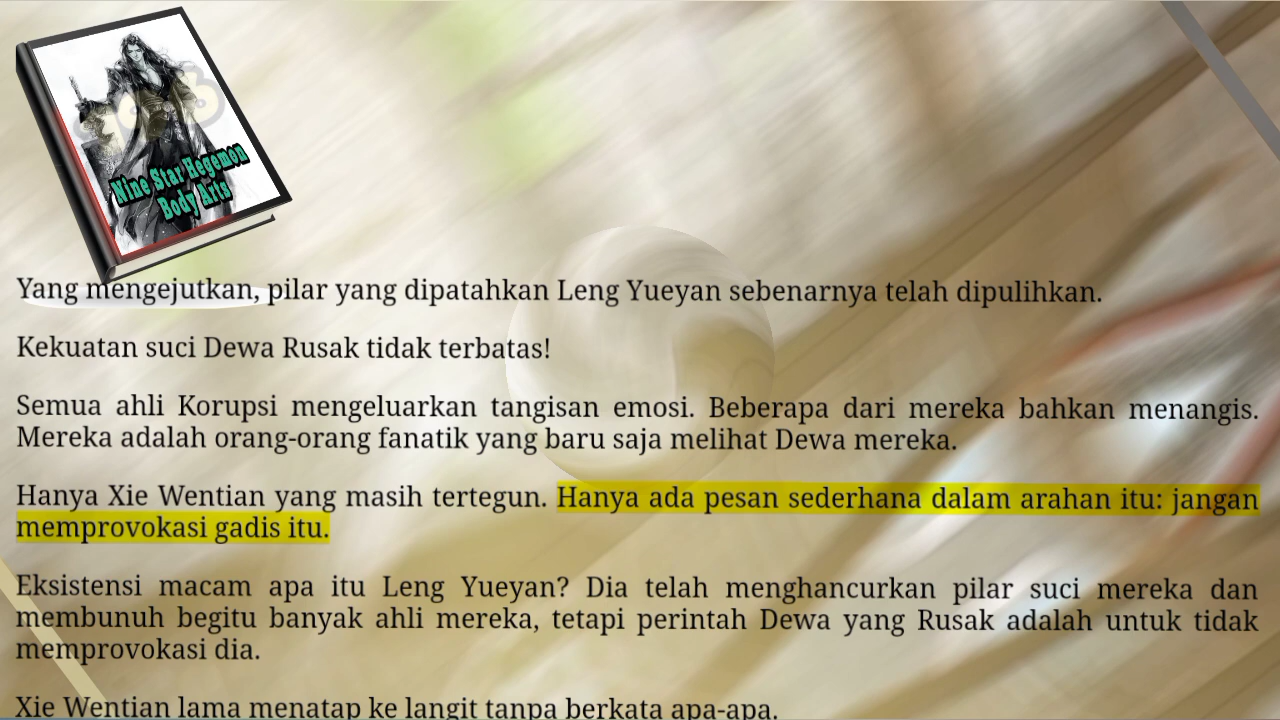 Nine Star Hegemon
Body Arts
Yang mengejutkan, pilar yang dipatahkan Leng Yueyan sebenarnya telah dipulihkan.
Kekuatan suci Dewa Rusak tidak terbatas!
Semua ahli Korupsi mengeluarkan tangisan emosi. Beberapa dari mereka bahkan menangis.
Mereka adalah orang-orang fanatik yang baru saja melihat Dewa mereka.
Hanya Xie Wentian yang masih tertegun. Hanya ada pesan sederhana dalam arahan itu: jangan
memprovokasi gadis itu.
Eksistensi macam apa itu Leng Yueyan? Dia telah menghancurkan pilar suci mereka dan
membunuh begitu banyak ahli mereka, tetapi perintah Dewa yang Rusak adalah untuk tidak
memprovokasi dia.
Xie Wentian lama menatap ke langit tanpa berkata apa-apa.